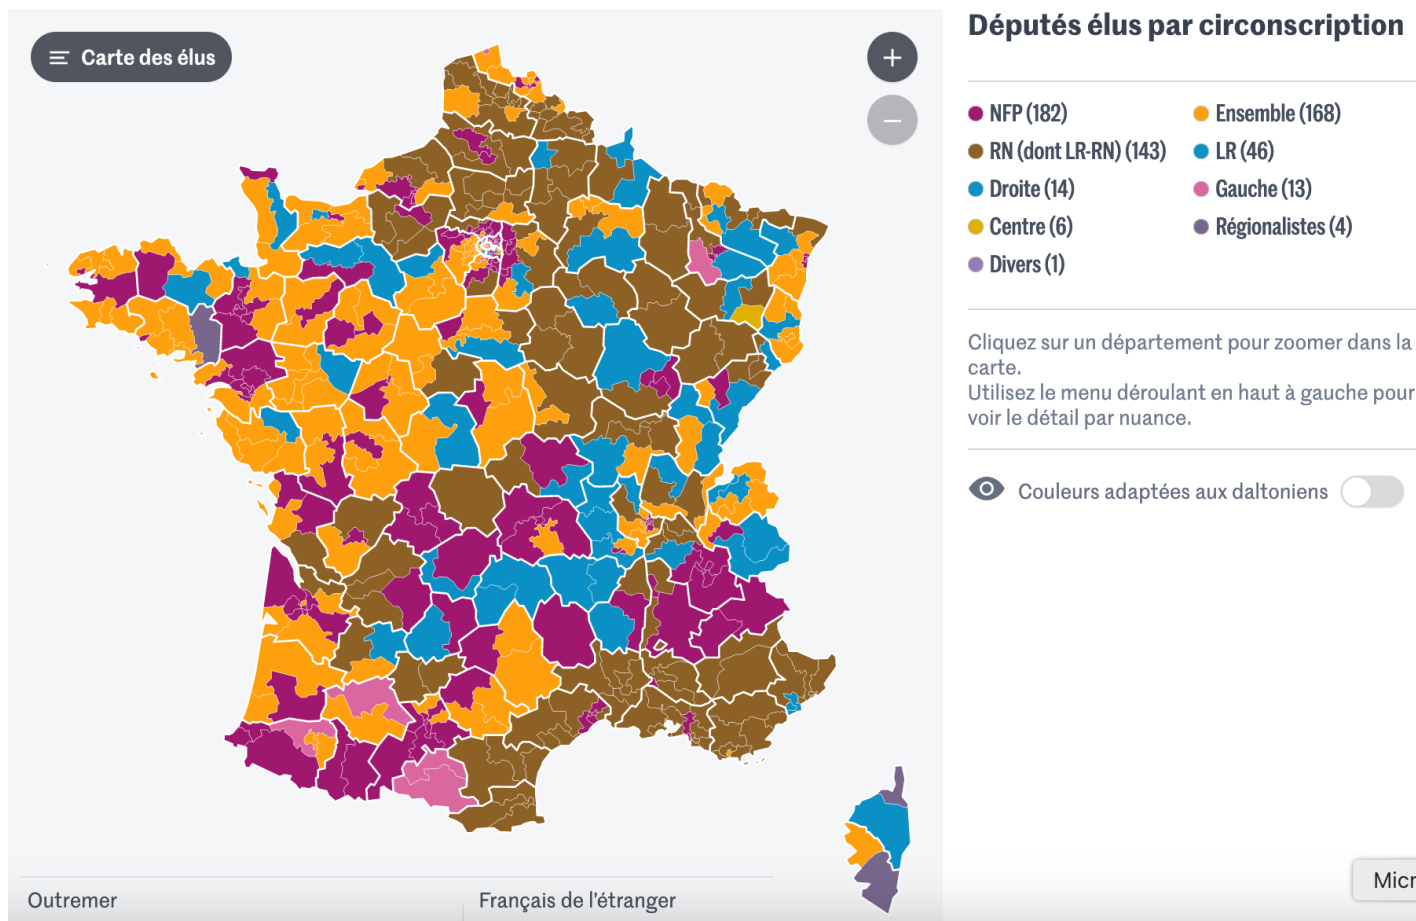 Carte des élus
Députés élus par circonscription
NFP (182)
Ensemble (168)
RN (dont LR-RN) (143)
LR (46)
Droite (14)
Gauche (13)
Centre (6)
Régionalistes (4)
Divers (1)
Cliquez sur un département pour zoomer dans la
carte.
Utilisez le menu déroulant en haut à gauche pour
voir le détail par nuance.
Couleurs adaptées aux daltoniens
Outremer
Français de l'étranger